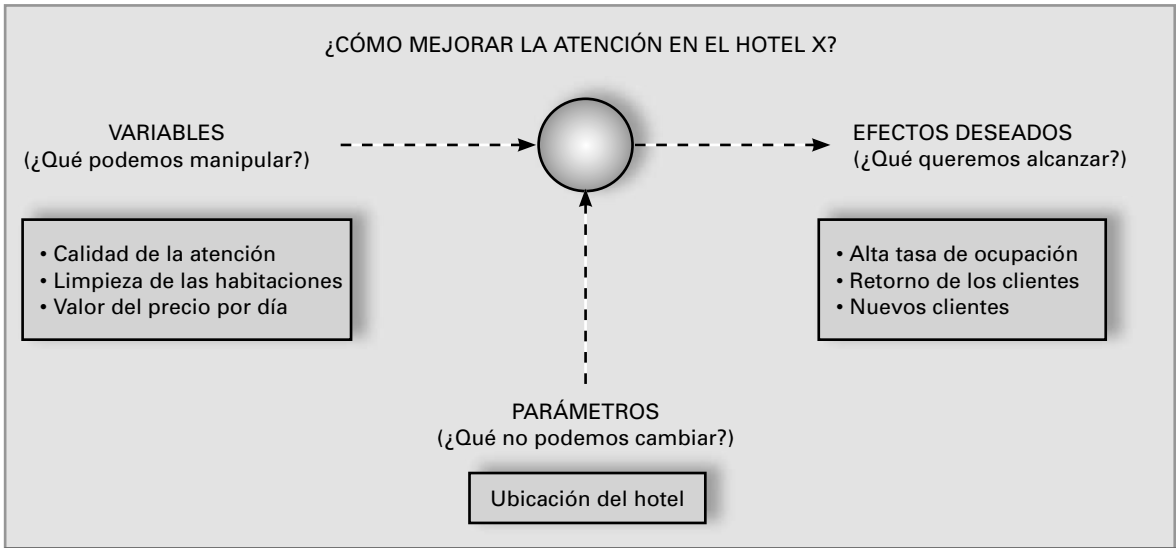 ¿CÓMO MEJORAR LA ATENCIÓN EN EL HOTEL X?
VARIABLES
(¿Qué podemos manipular?)
• Calidad de la atención
• Limpieza de las habitaciones
• Valor del precio por día
EFECTOS DESEADOS
(¿Qué queremos alcanzar?)
• Alta tasa de ocupación
• Retorno de los clientes
• Nuevos clientes
PARÁMETROS
(¿Qué no podemos cambiar?)
Ubicación del hotel